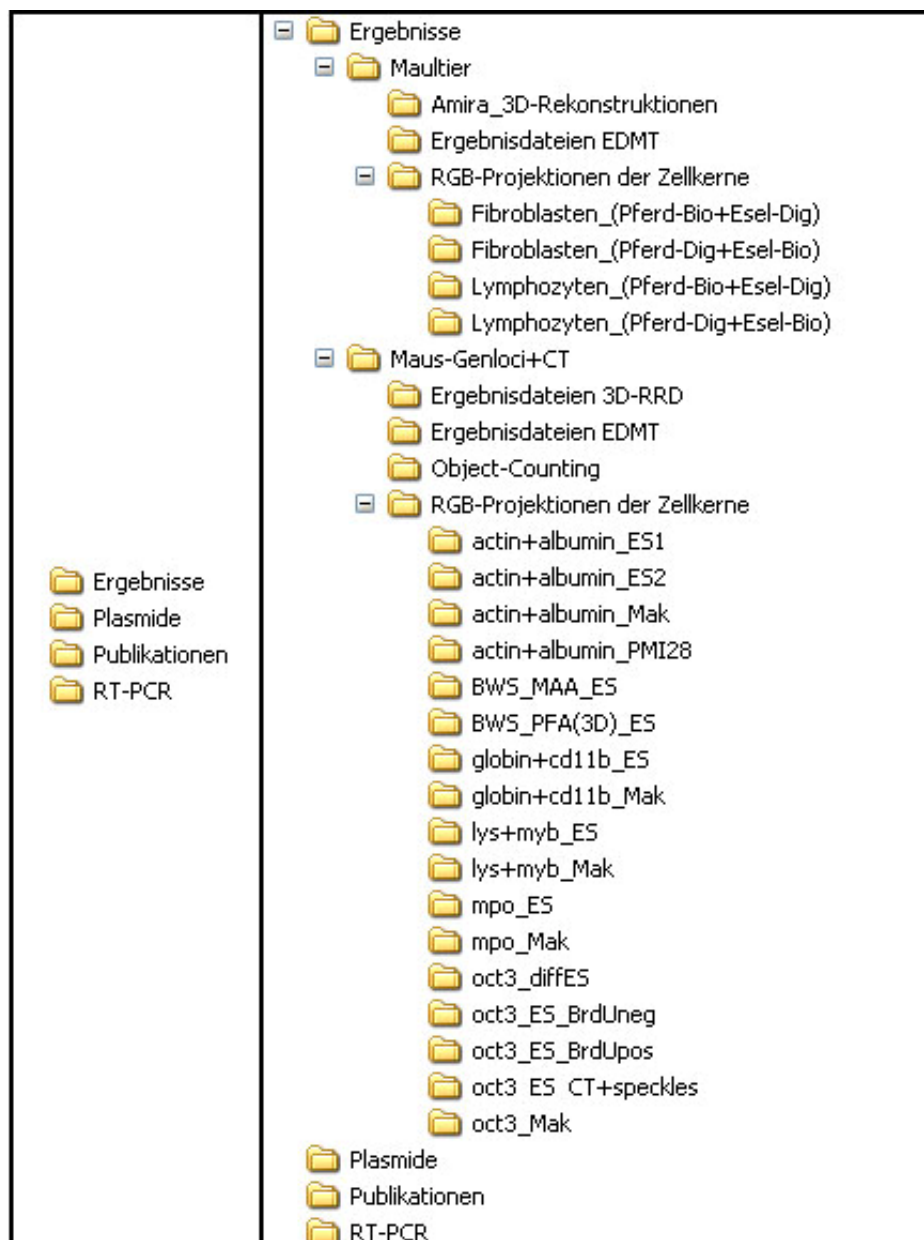 Ergebnisse
Plasmide
Publikationen
RT-PCR
Ergebnisse
Maultier
Amira_3D-Rekonstruktionen
Ergebnisdateien EDMT
RGB-Projektionen der Zellkerne
Fibroblasten_(Pferd-Bio+Esel-Dig)
Fibroblasten_(Pferd-Dig+Esel-Bio)
Lymphozyten_(Pferd-Bio+Esel-Dig)
Lymphozyten_(Pferd-Dig+Esel-Bio)
Maus-Genloci+CT
Ergebnisdateien 3D-RRD
Ergebnisdateien EDMT
Object-Counting
RGB-Projektionen der Zellkerne
actin+albumin_ES1
actin+albumin_ES2
actin+albumin_Mak
actin+albumin_PMI28
BWS_MAA_ES
BWS_PFA(3D)_ES
globin+cd11b_ES
globin+cd11b_Mak
lys+myb_ES
lys+myb_Mak
mpo_ES
mpo_Mak
oct3_diffES
oct3_ES_BrdUneg
oct3_ES_BrdUpos
oct3 ES CT+speckles
oct3_Mak
Plasmide
Publikationen
RT-PCR